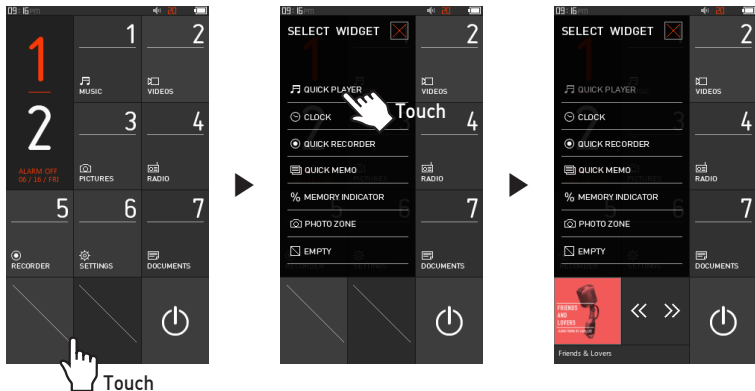 09:16PM 20
1 1 2
MUSIC VIDEOS
2 3 4
ALARM OFF
06 / 16 / FRI
PICTURES RADIO
5 6 7
RECORDER SETTINGS DOCUMENTS
Touch
09:16PM 20
SELECT WIDGET
2
QUICK PLAYER
VIDEOS
Touch
CLOCK
4
QUICK RECORDER
QUICK MEMO
RADIO
MEMORY INDICATOR
7
PHOTO ZONE
EMPTY
DOCUMENTS
09:16PM 20
SELECT WIDGET
2
QUICK PLAYER
VIDEOS
CLOCK
4
QUICK RECORDER
QUICK MEMO
RADIO
MEMORY INDICATOR
7
PHOTO ZONE
EMPTY
DOCUMENTS
FRIENDS
AND
LOVERS
Friends & Lovers